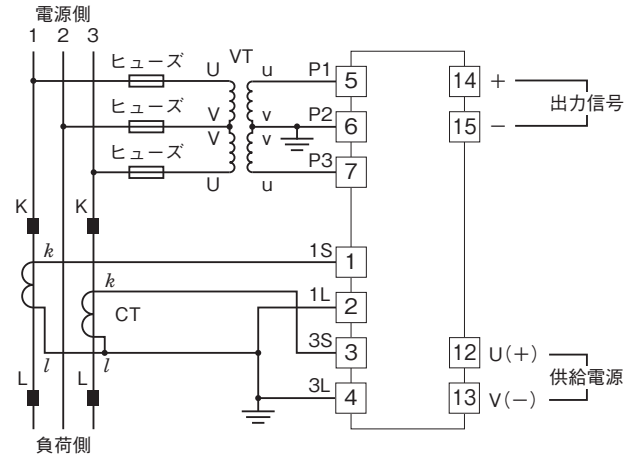 電源側
1 2 3
ヒューズ U VT u P1 5 14 +
出力信号
ヒューズ V v P2 6 15 −
ヒューズ V v
U u P3 7
K K
k 1S 1
k 1L 2
CT
3S 3 12 U(+)
供給電源
l l
L L 3L 4 13 V(−)
負荷側